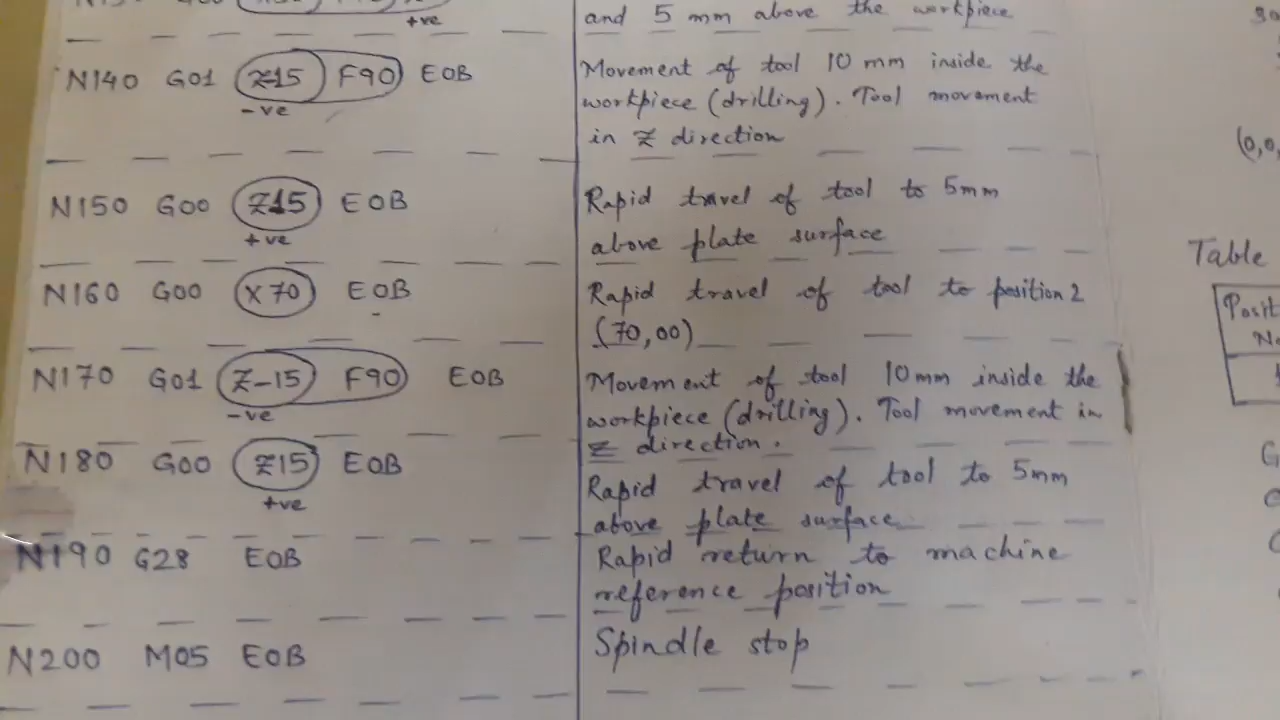 +ve
and 5 mm above the workpiece
N140 G01 Z-15 F90 EOB
-ve
Movement of tool 10 mm inside the
workpiece (drilling). Tool movement
in Z direction
N150 G00 Z15 EOB
+ve
Rapid travel of tool to 5mm
above plate surface
N160 G00 X70 EOB
Rapid travel of tool to position 2
(70,00)
N170 G01 Z-15 F90 EOB
-ve
Movement of tool 10mm inside the
workpiece (drilling). Tool movement in
Z direction.
N180 G00 Z15 EOB
+ve
Rapid travel of tool to 5mm
above plate surface
N190 G28 EOB
Rapid return to machine
reference position
N200 M05 EOB
Spindle stop
(0,0,
Table
Posit
No